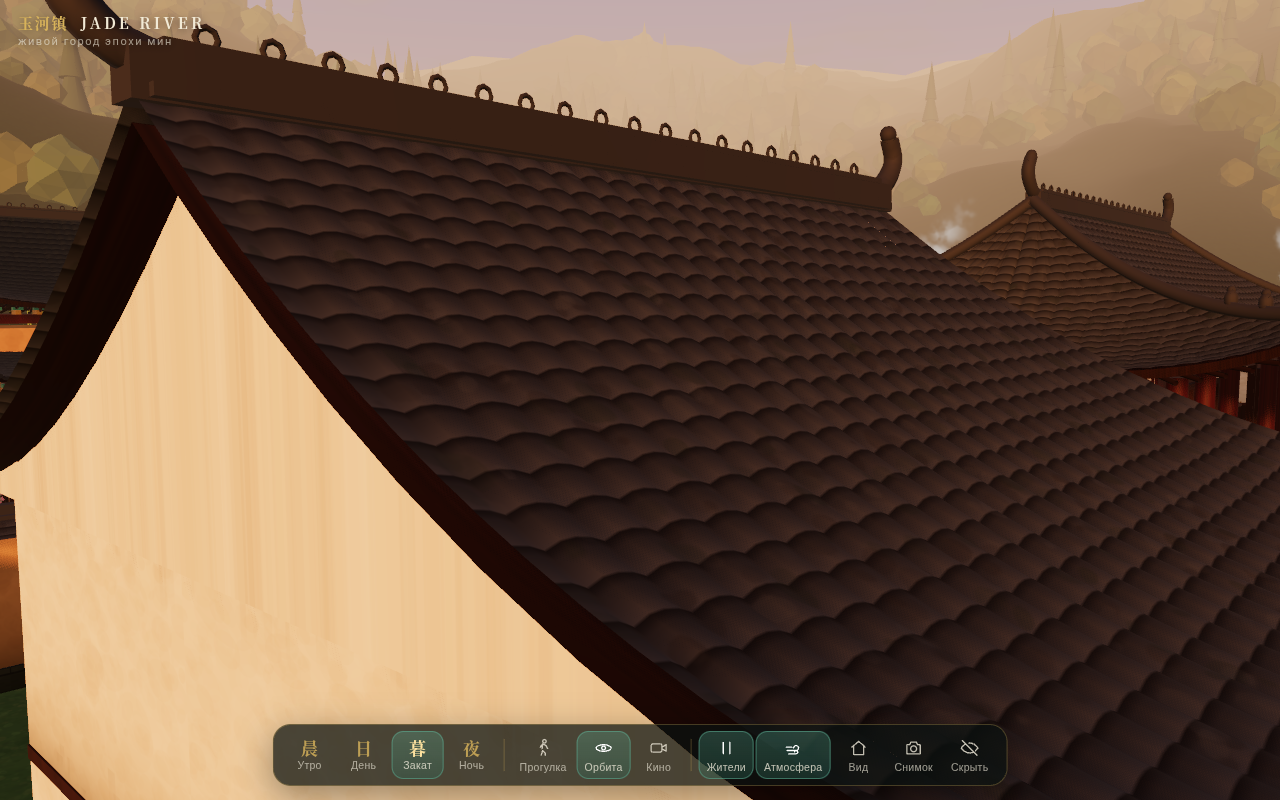 玉河镇 JADE RIVER
живой город эпохи мин
晨 日 暮 夜
Утро День Закат Ночь Прогулка Орбита Кино Жители Атмосфера Вид Снимок Скрыть